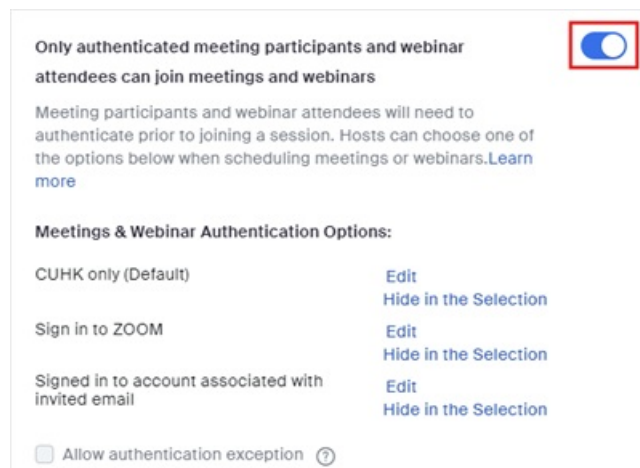 Only authenticated meeting participants and webinar
attendees can join meetings and webinars
Meeting participants and webinar attendees will need to
authenticate prior to joining a session. Hosts can choose one of
the options below when scheduling meetings or webinars.Learn
more
Meetings & Webinar Authentication Options:
CUHK only (Default)
Edit
Hide in the Selection
Sign in to ZOOM
Edit
Hide in the Selection
Signed in to account associated with
invited email
Edit
Hide in the Selection
Allow authentication exception ?